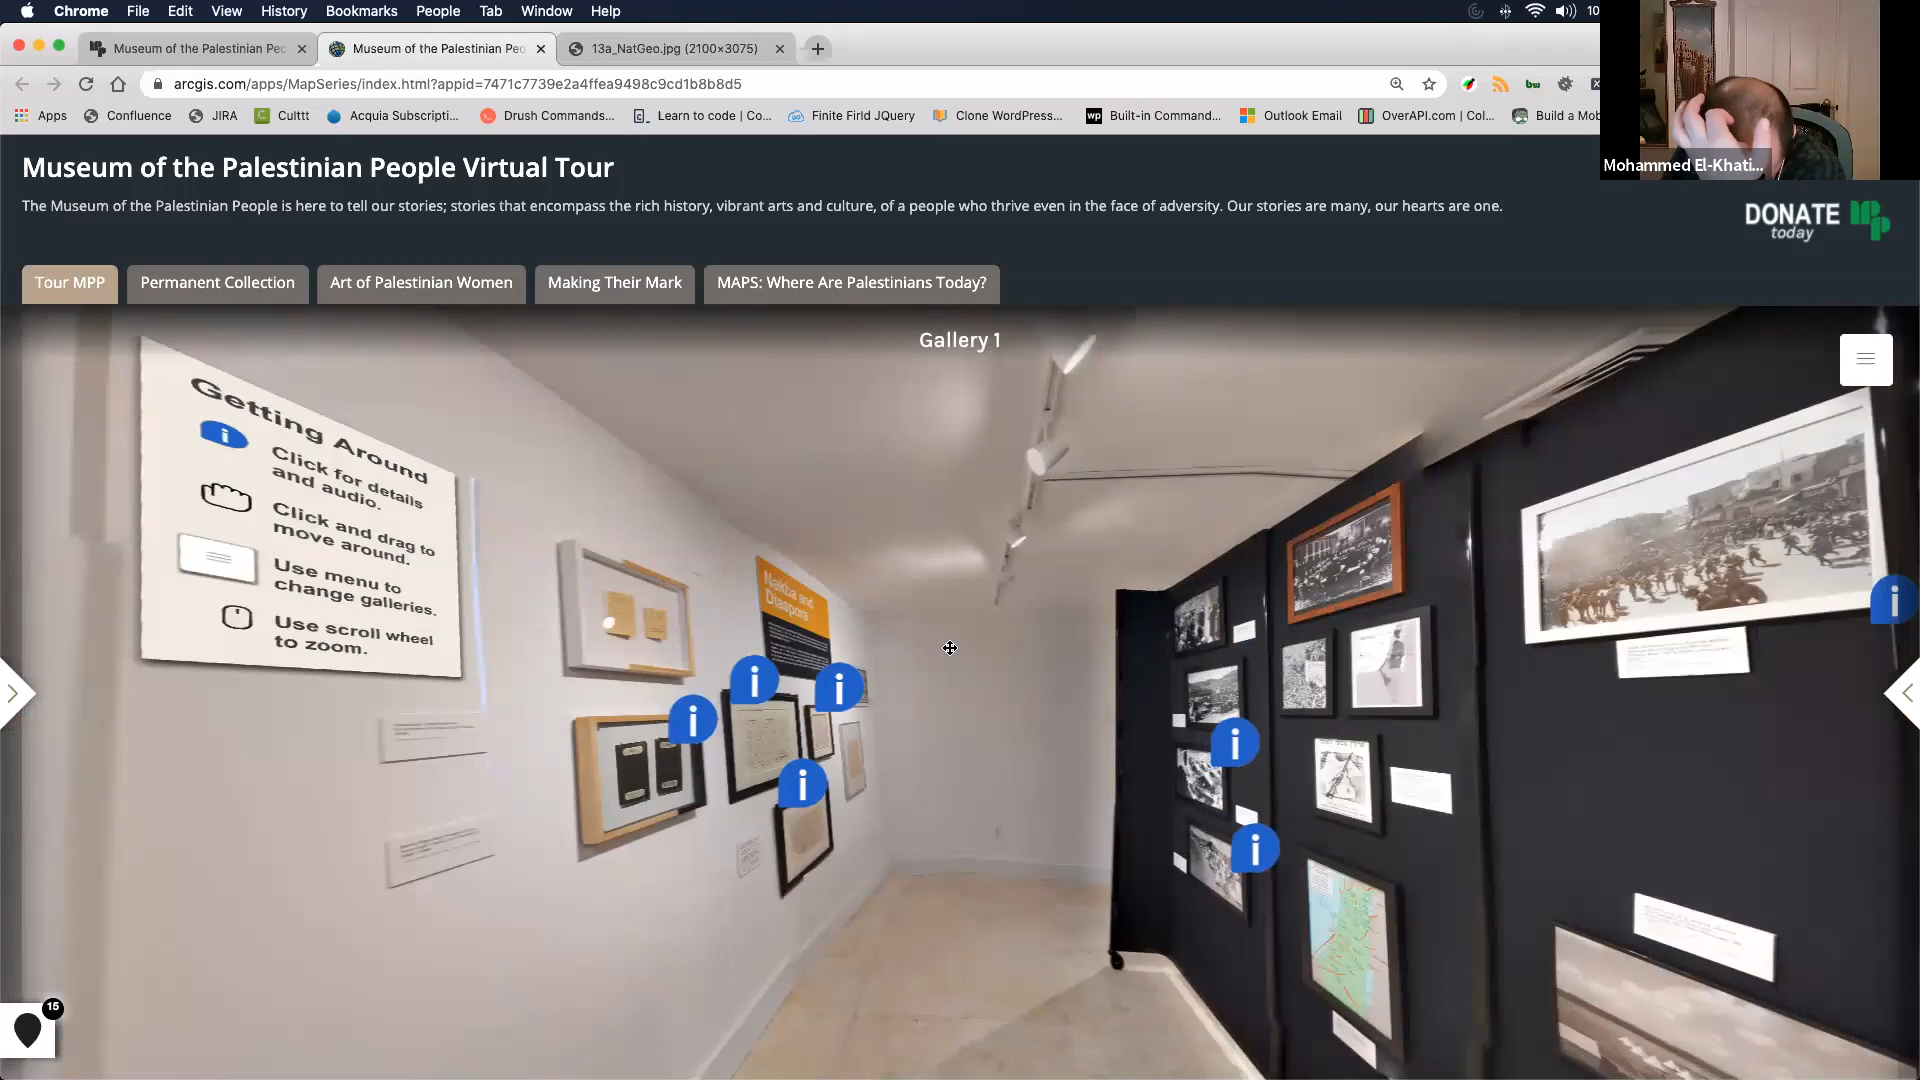 Chrome File Edit View History Bookmarks People Tab Window Help
10
Museum of the Palestinian Pec
Museum of the Palestinian Peo
13a_NatGeo.jpg (2100×3075)
arcgis.com/apps/MapSeries/index.html?appid=7471c7739e2a4ffea9498c9cd1b8b8d5
bw
Apps Confluence JIRA Culttt Acquia Subscripti... Drush Commands... Learn to code | Co... Finite Firld JQuery Clone WordPress... wp Built-in Command... Outlook Email OverAPI.com | Col... Build a Mob
Mohammed El-Khati...
Museum of the Palestinian People Virtual Tour
The Museum of the Palestinian People is here to tell our stories; stories that encompass the rich history, vibrant arts and culture, of a people who thrive even in the face of adversity. Our stories are many, our hearts are one.
DONATE
today
Tour MPP
Permanent Collection
Art of Palestinian Women
Making Their Mark
MAPS: Where Are Palestinians Today?
Gallery 1
Getting Around
Click for details
and audio.
Click and drag to
move around.
Use menu to
change galleries.
Use scroll wheel
to zoom.
Nakba and
Diaspora
15